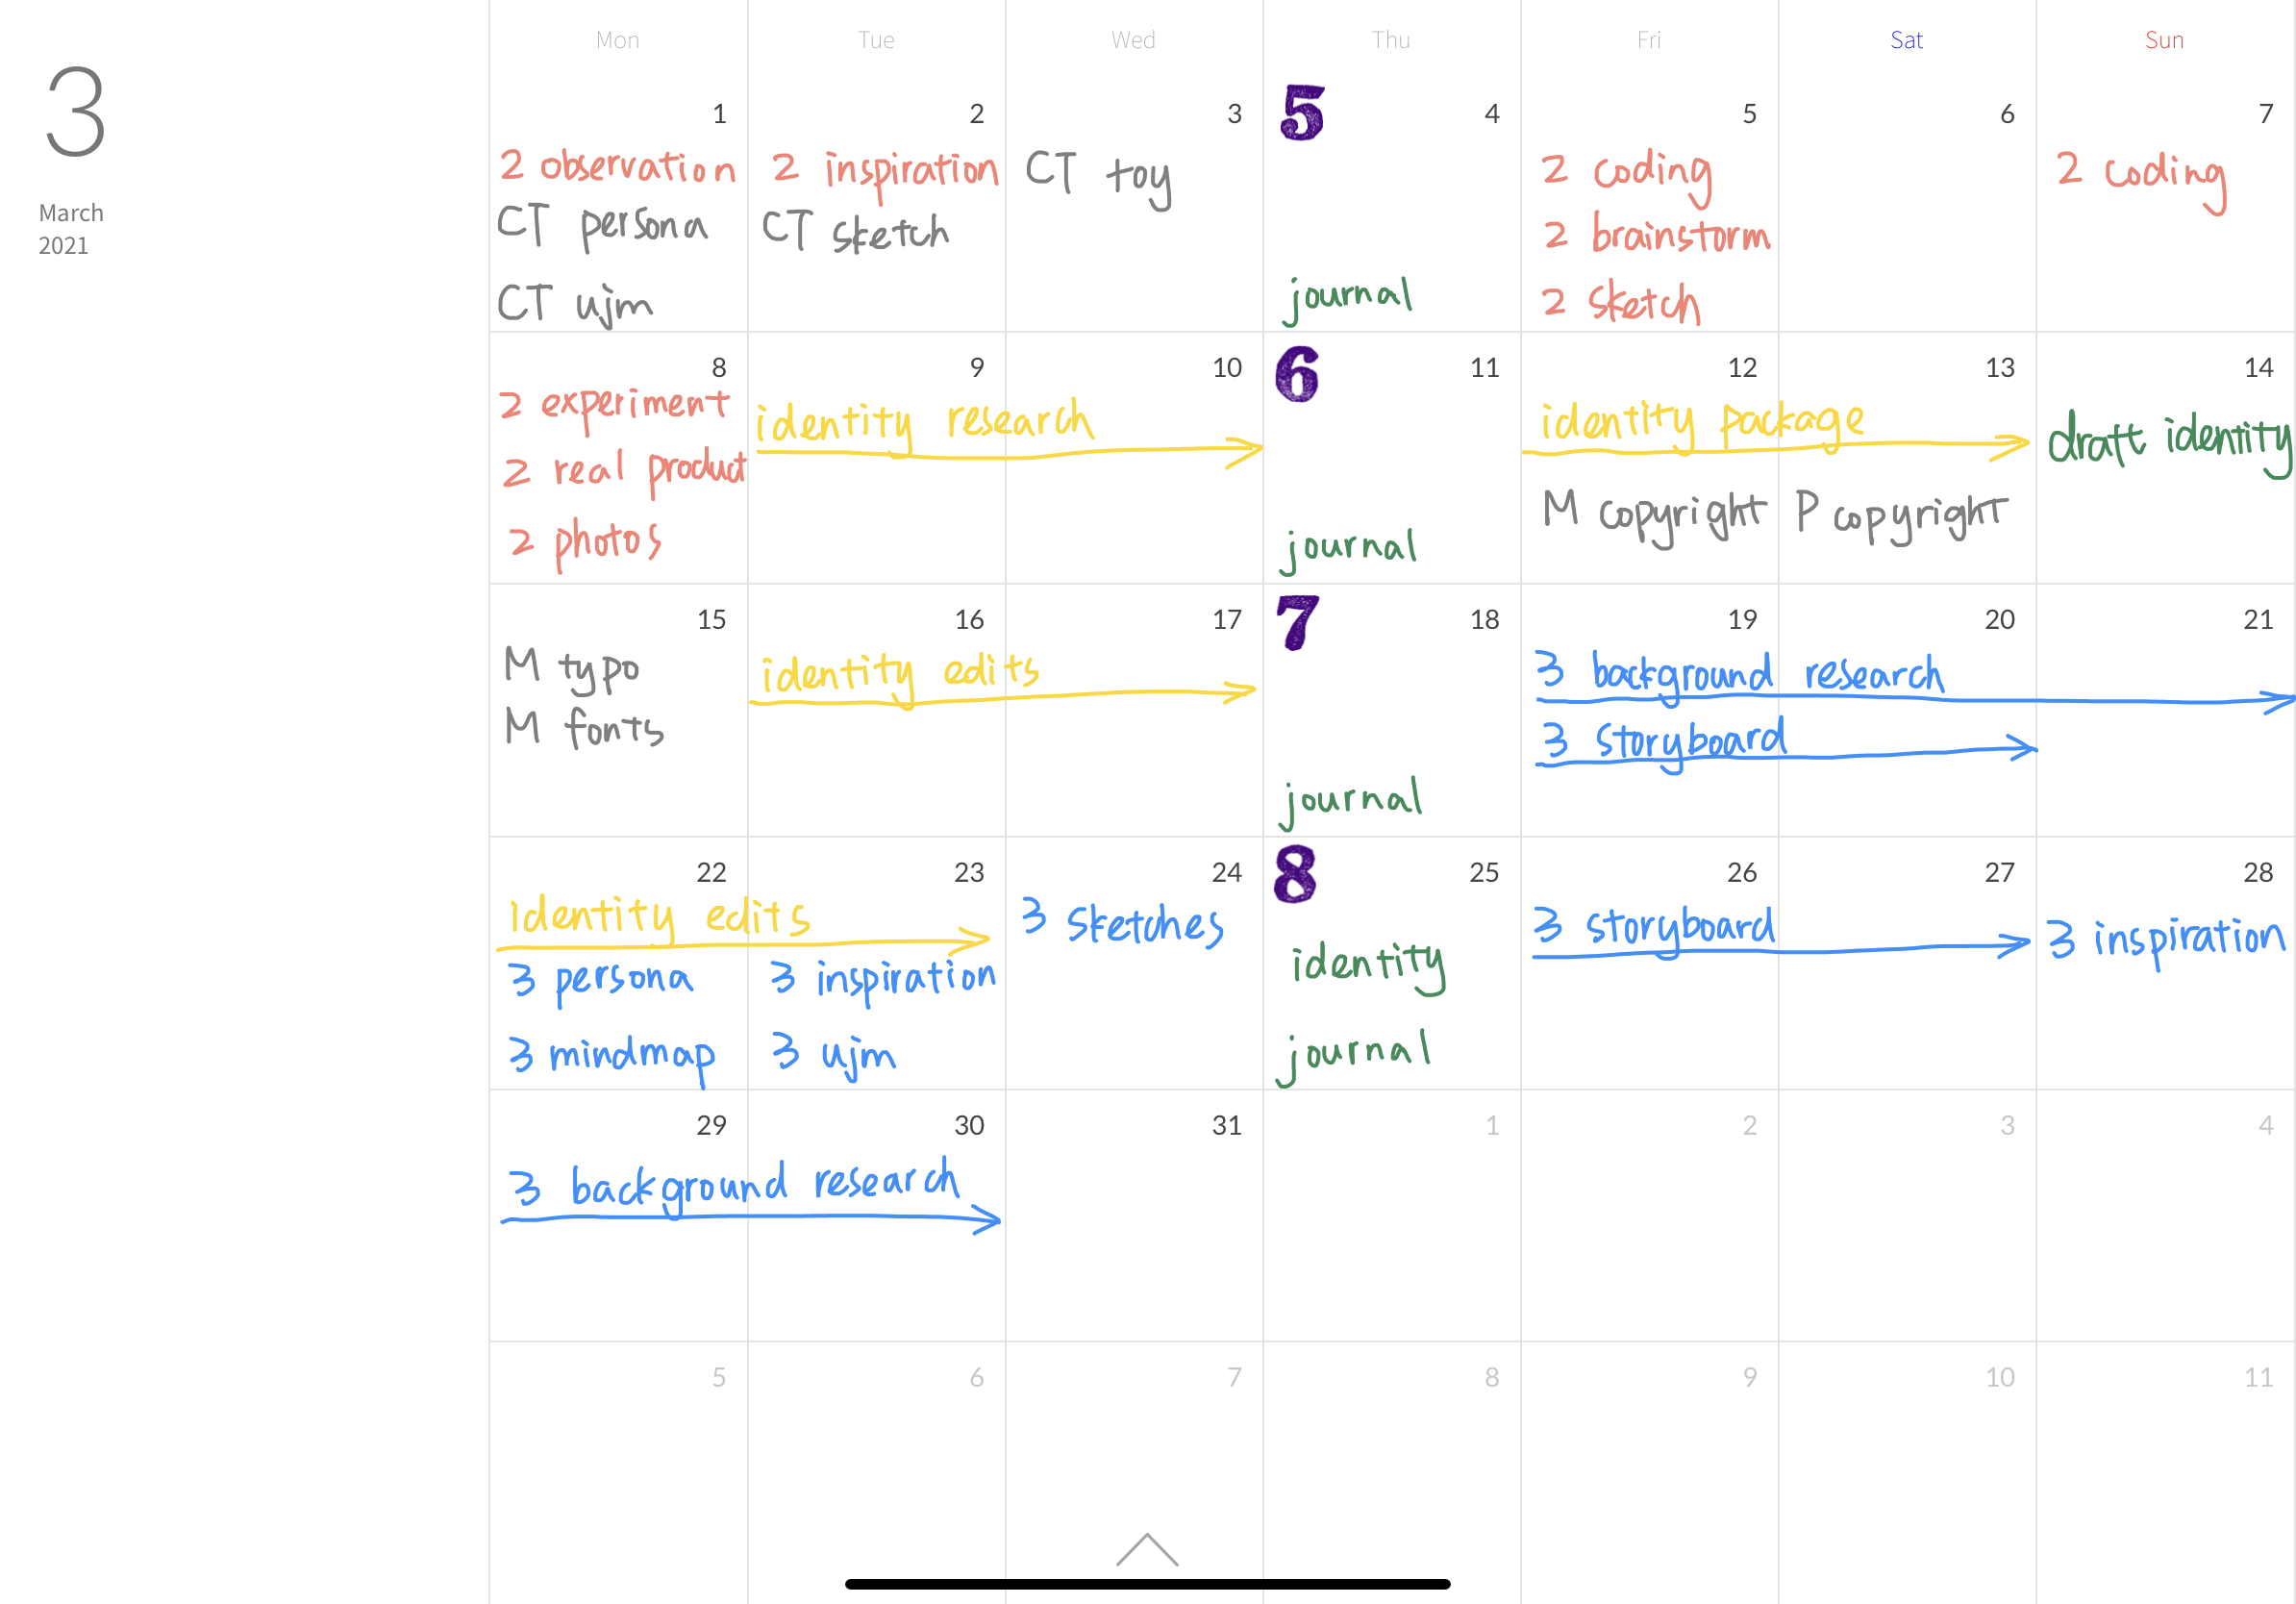 3
March
2021
Mon Tue Wed Thu Fri Sat Sun
1 2 3 5 4 5 6 7
2 observation 2 inspiration CT toy 2 coding 2 coding
CT persona CT sketch 2 brainstorm
CT ujm journal 2 sketch
8 9 10 6 11 12 13 14
2 experiment identity research identity package draft identity
2 real product M copyright P copyright
2 photos journal
15 16 17 7 18 19 20 21
M typo identity edits 3 background research
M fonts 3 storyboard
journal
22 23 24 8 25 26 27 28
identity edits 3 sketches 3 storyboard 3 inspiration
3 persona 3 inspiration identity
3 mindmap 3 ujm journal
29 30 31 1 2 3 4
3 background research
5 6 7 8 9 10 11